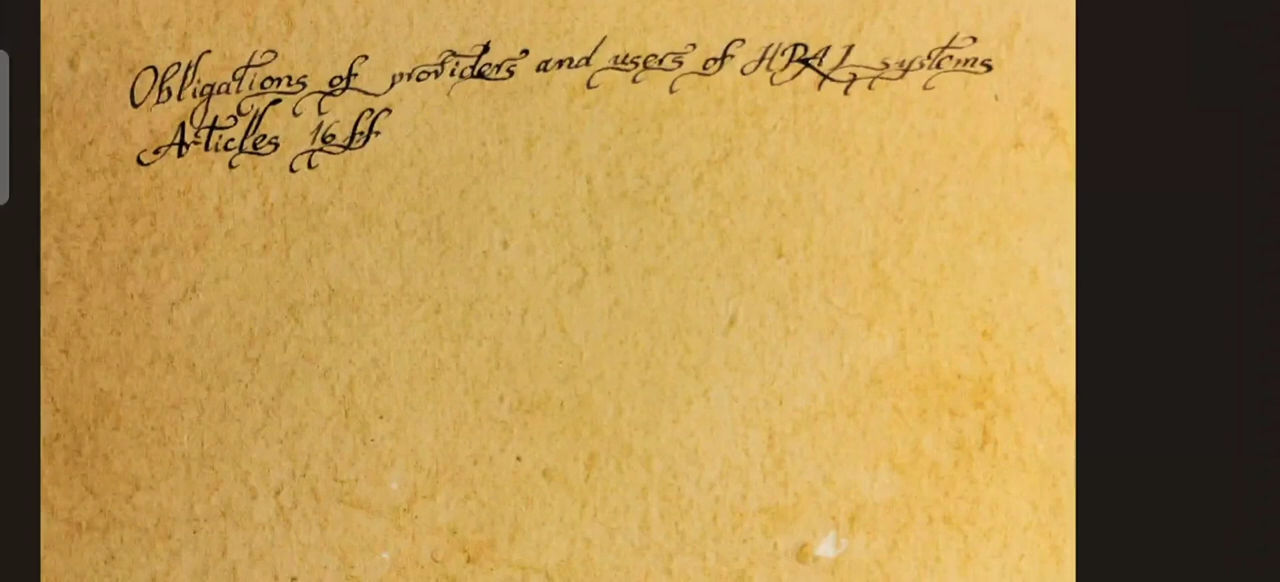 Obligations of providers and users of HRAI systems
Articles 16ff